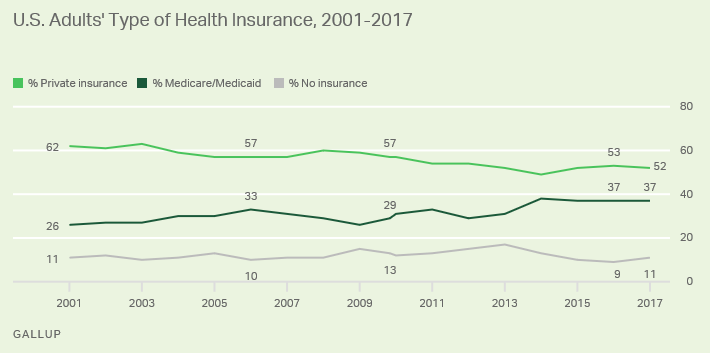 U.S. Adults' Type of Health Insurance, 2001-2017
% Private insurance % Medicare/Medicaid % No insurance
80
62 57 57 53 52 60
26 33 29 37 37 40
11 10 13 9 11 20
0
2001 2003 2005 2007 2009 2011 2013 2015 2017
GALLUP